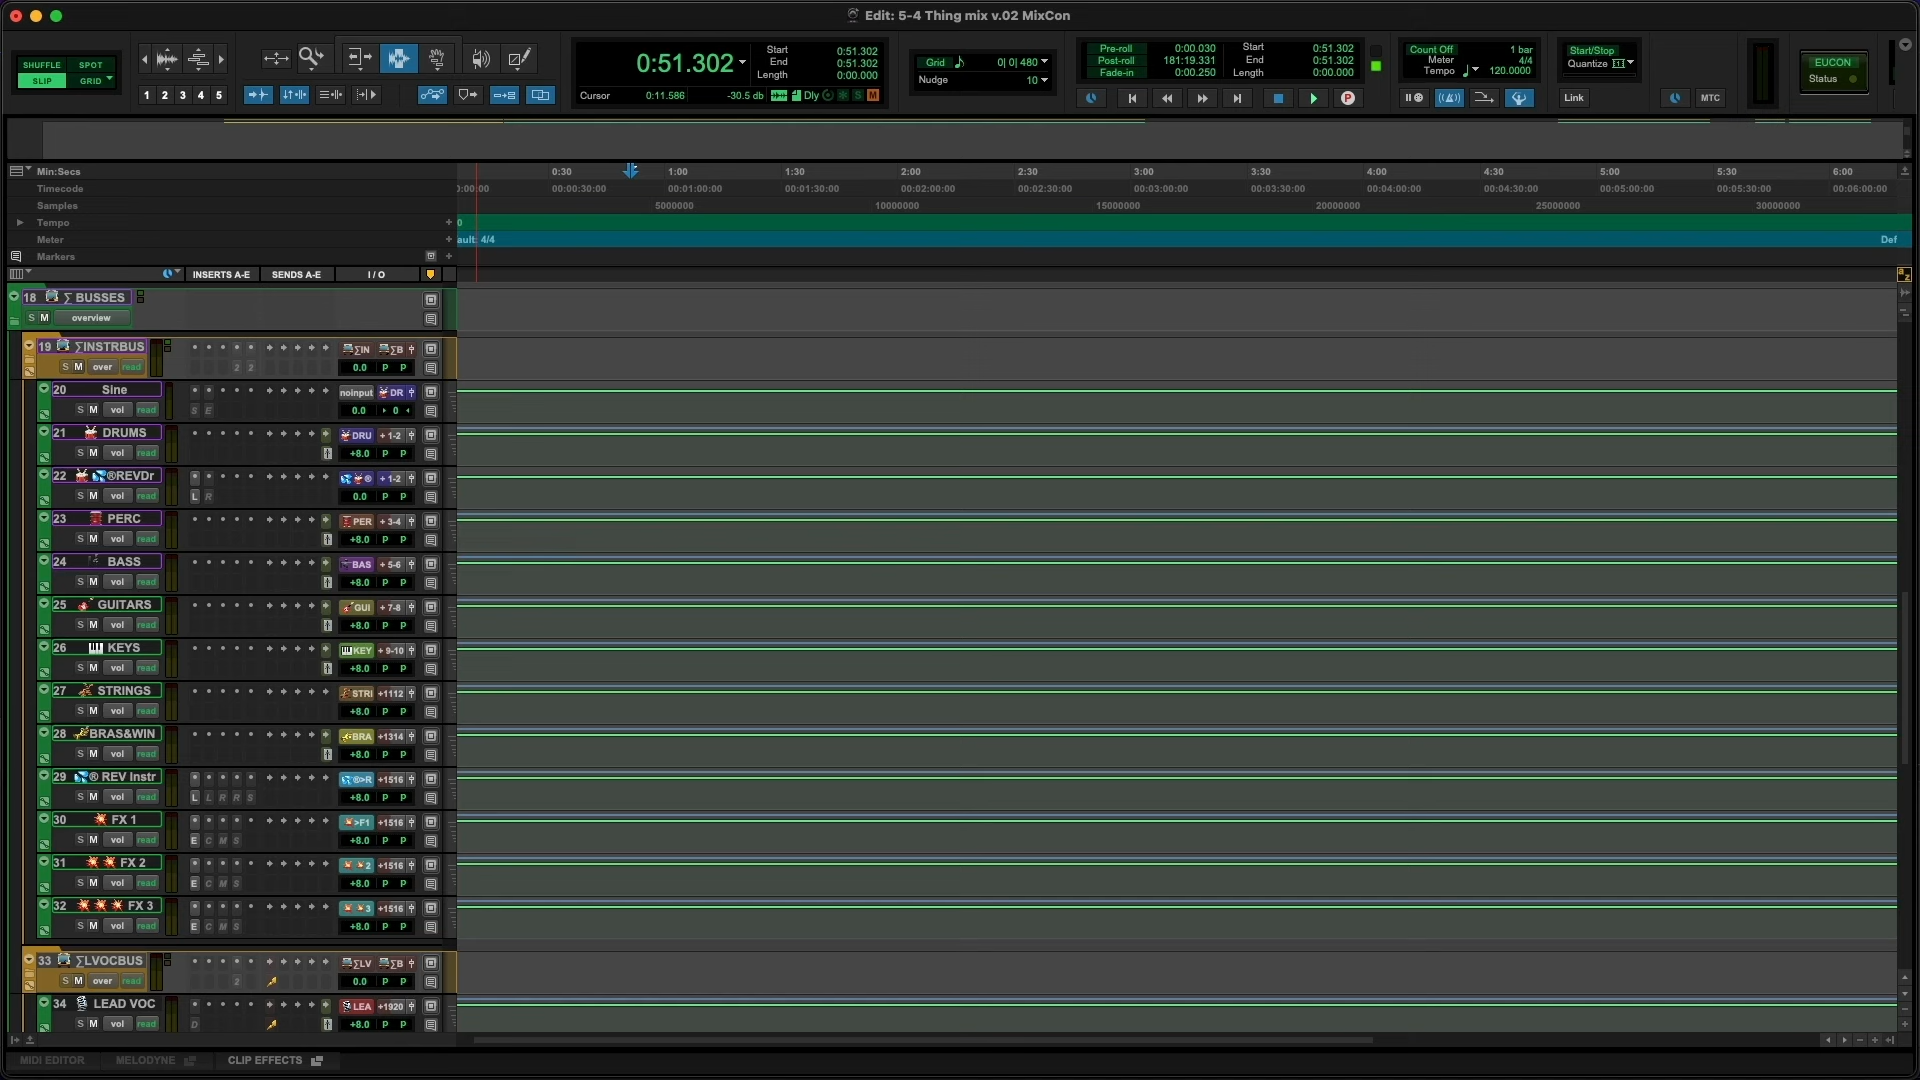 Edit: 5-4 Thing mix v.02 MixCon
SHUFFLE SPOT
SLIP GRID
1 2 3 4 5
0:51.302
Start 0:51.302
End 0:51.302
Length 0:00.000
Cursor 0:11.586 -30.5 db Dly S M
Grid 0| 0| 480
Nudge 10
Pre-roll 0:00.030
Post-roll 181:19.331
Fade-in 0:00.250
Start 0:51.302
End 0:51.302
Length 0:00.000
P
Count Off 1 bar
Meter 4/4
Tempo 120.0000
Start/Stop
Quantize
Link
MTC
EUCON
Status
Min:Secs 0:30 1:00 1:30 2:00 2:30 3:00 3:30 4:00 4:30 5:00 5:30 6:00
Timecode 0:00:00 00:00:30:00 00:01:00:00 00:01:30:00 00:02:00:00 00:02:30:00 00:03:00:00 00:03:30:00 00:04:00:00 00:04:30:00 00:05:00:00 00:05:30:00 00:06:00:00
Samples 5000000 10000000 15000000 20000000 25000000 30000000
Tempo + 0
Meter + ault: 4/4 Def
Markers +
INSERTS A-E SENDS A-E I / O
a z
18 ∑ BUSSES
S M overview
19 ∑INSTRBUS ∑IN ∑B
S M over read 2 2 0.0 P P
20 SIne noinput DR
S M vol read S E 0.0 0
21 DRUMS DRU + 1-2
S M vol read +8.0 P P
22 ®REVDr ® + 1-2
S M vol read L R 0.0 P P
23 PERC PER + 3-4
S M vol read +8.0 P P
24 BASS BAS + 5-6
S M vol read +8.0 P P
25 GUITARS GUI + 7-8
S M vol read +8.0 P P
26 KEYS KEY + 9-10
S M vol read +8.0 P P
27 STRINGS STRI +1112
S M vol read +8.0 P P
28 BRAS&WIN BRA +1314
S M vol read +8.0 P P
29 ® REV Instr ®>R +1516
S M vol read L L R R S +8.0 P P
30 FX 1 >F1 +1516
S M vol read E C M S +8.0 P P
31 FX 2 2 +1516
S M vol read E C M S +8.0 P P
32 FX 3 3 +1516
S M vol read E C M S +8.0 P P
33 ∑LVOCBUS ∑LV ∑B
S M over read 2 0.0 P P
34 LEAD VOC LEA +1920
S M vol read D +8.0 P P
MIDI EDITOR MELODYNE CLIP EFFECTS